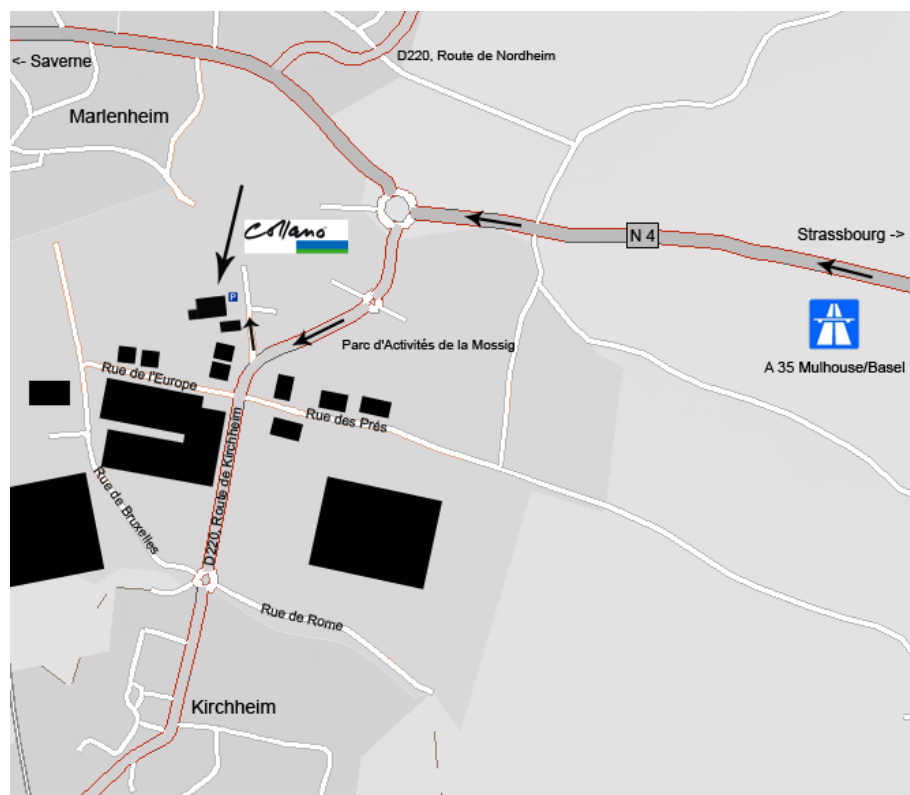 D220, Route de Nordheim
<- Saverne
Marlenheim
Collano
N 4
Strassbourg ->
P
Parc d'Activités de la Mossig
A 35 Mulhouse/Basel
Rue de l'Europe
Rue des Prés
D220, Route de Kirchheim
Rue de Bruxelles
Rue de Rome
Kirchheim